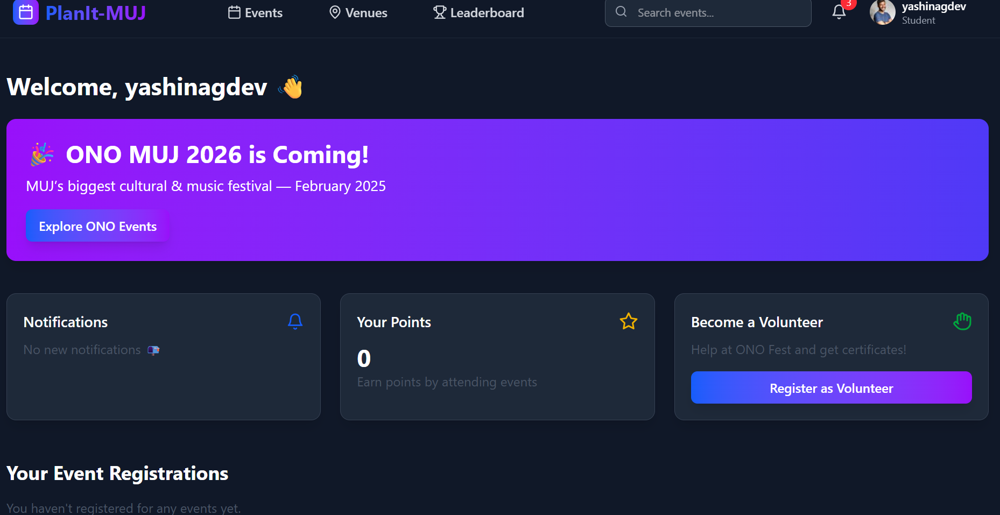 PlanIt-MUJ
Events
Venues
Leaderboard
Search events...
3
yashinagdev
Student
Welcome, yashinagdev 👋
🎉 ONO MUJ 2026 is Coming!
MUJ’s biggest cultural & music festival — February 2025
Explore ONO Events
Notifications
No new notifications 📪
Your Points
0
Earn points by attending events
Become a Volunteer
Help at ONO Fest and get certificates!
Register as Volunteer
Your Event Registrations
You haven't registered for any events yet.